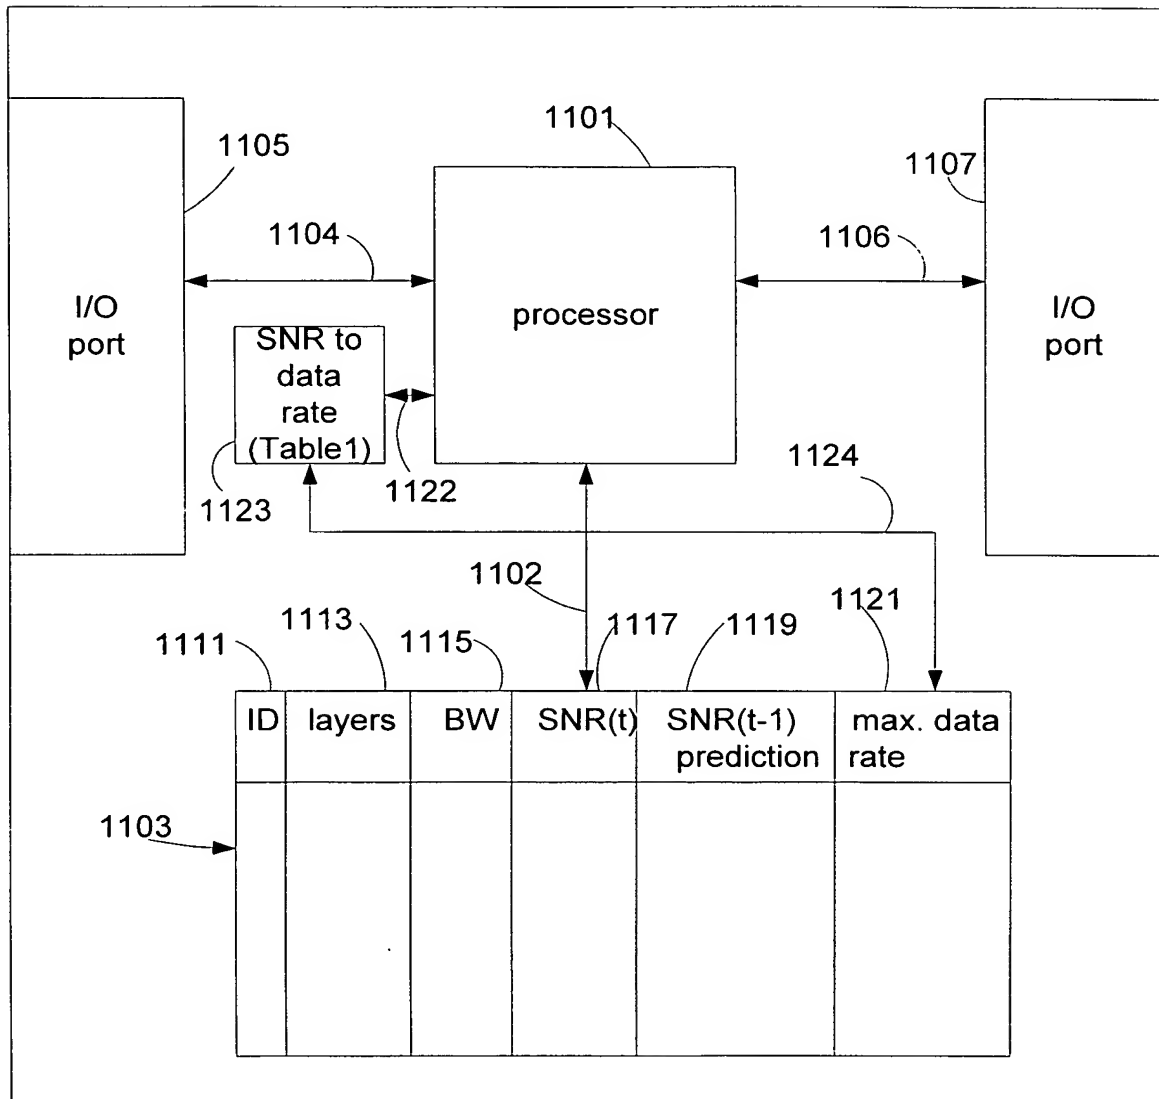 1101
1105
1107
1104
1106
I/O
port
processor
I/O
port
SNR to
data
rate
(Table1)
1124
1122
1123
1102
1121
1113
1117
1119
1111
1115
ID
layers
BW
SNR(t)
SNR(t-1)
prediction
max. data
rate
1103